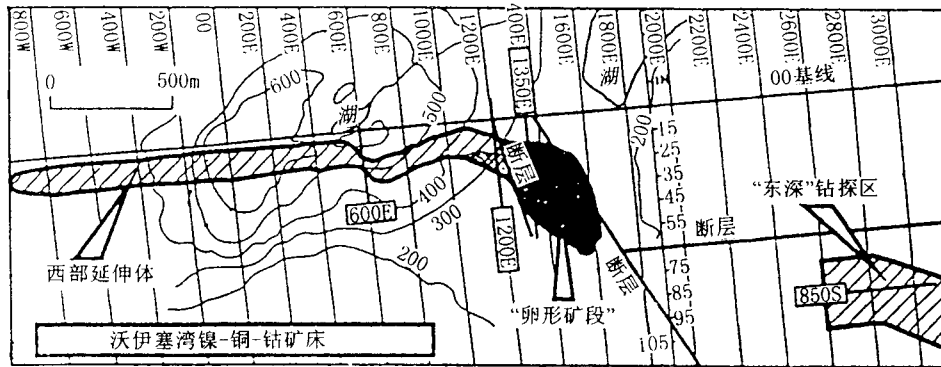 800W
600W
400W
200W
00
200E
400E
600E
800E
1000E
1200E
400E
1350E
1600E
1800E
2000E
2200E
2400E
2600E
2800E
3000E
0
500m
600
湖
500
400
300
200
湖
200
00基线
断层
15
25
35
45
55
75
85
95
105
600E
1200E
断层
断层
断层
850S
西部延伸体
“卵形矿段”
“东深”钻探区
沃伊塞湾镍-铜-钴矿床